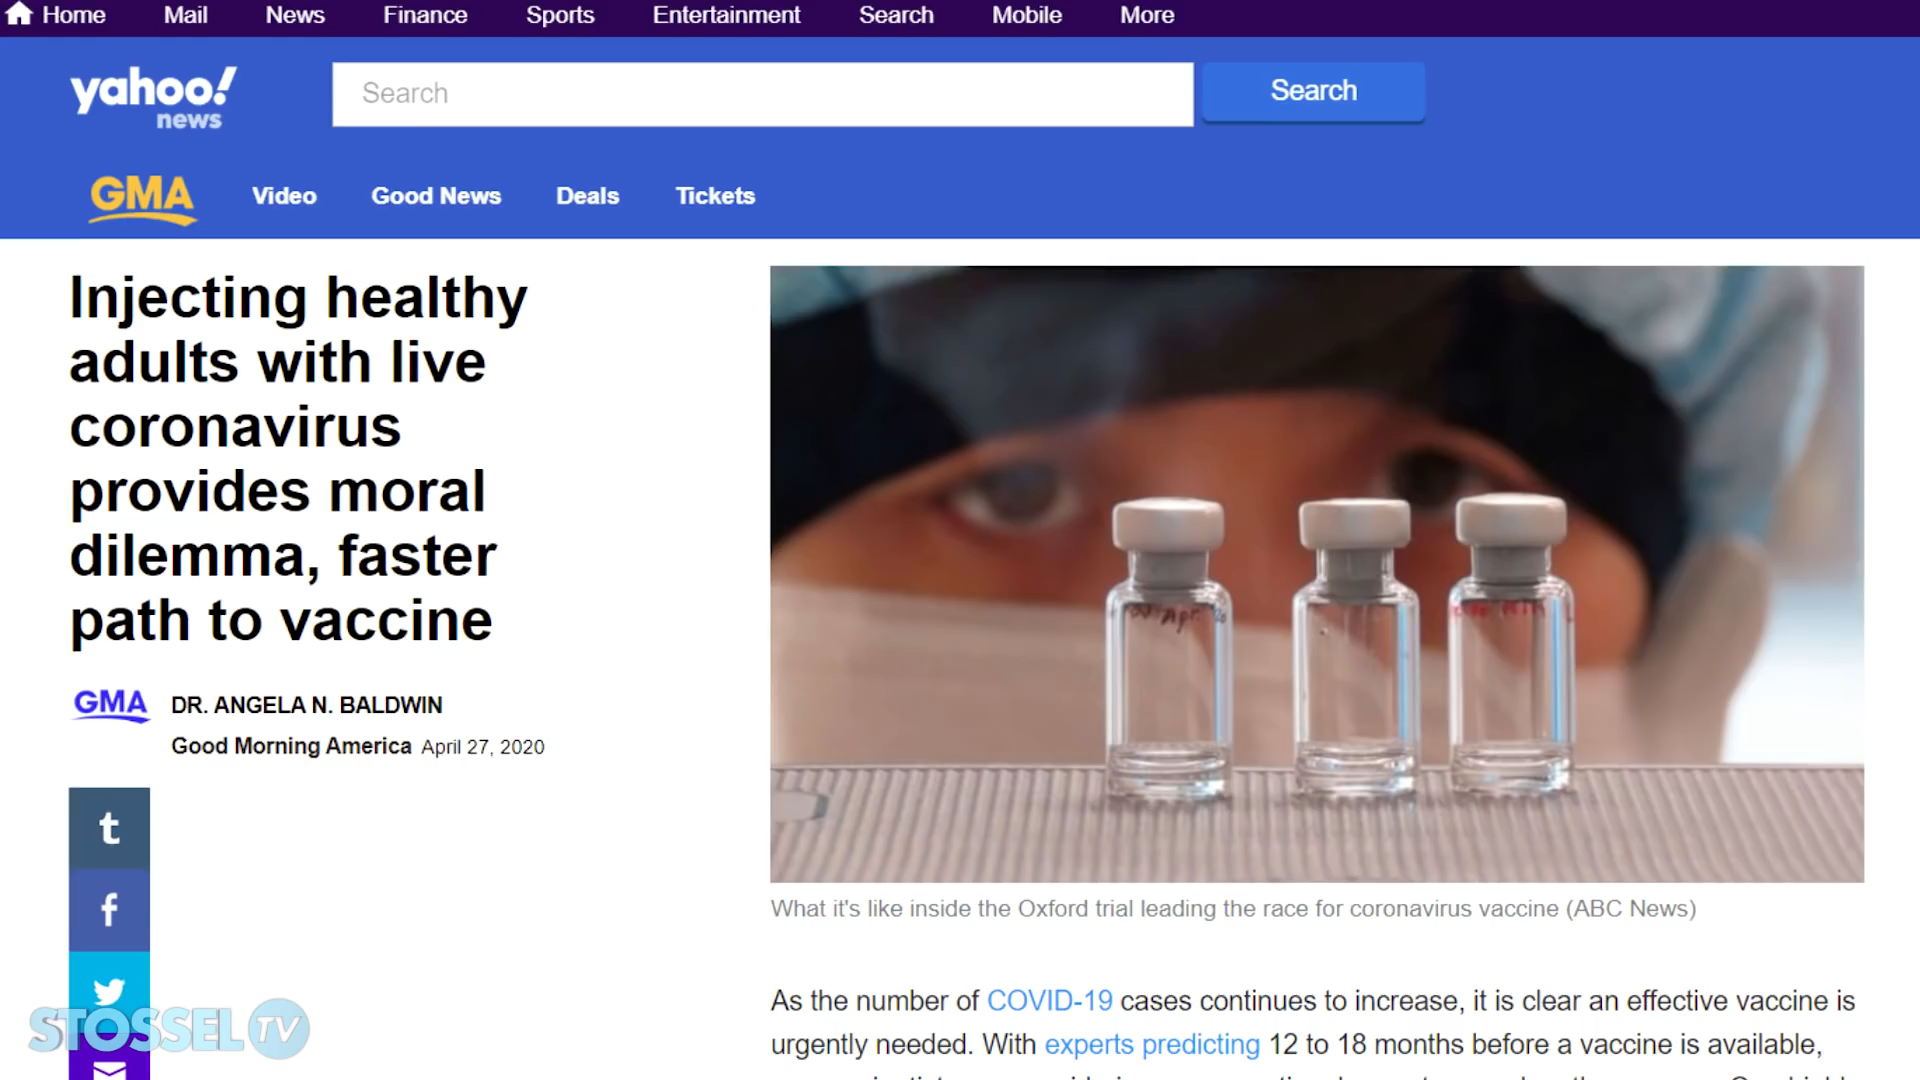 Home Mail News Finance Sports Entertainment Search Mobile More
yahoo!
news
Search
Search
GMA Video Good News Deals Tickets
Injecting healthy
adults with live
coronavirus
provides moral
dilemma, faster
path to vaccine
GMA DR. ANGELA N. BALDWIN
Good Morning America April 27, 2020
What it's like inside the Oxford trial leading the race for coronavirus vaccine (ABC News)
As the number of COVID-19 cases continues to increase, it is clear an effective vaccine is
urgently needed. With experts predicting 12 to 18 months before a vaccine is available,
STOSSEL TV